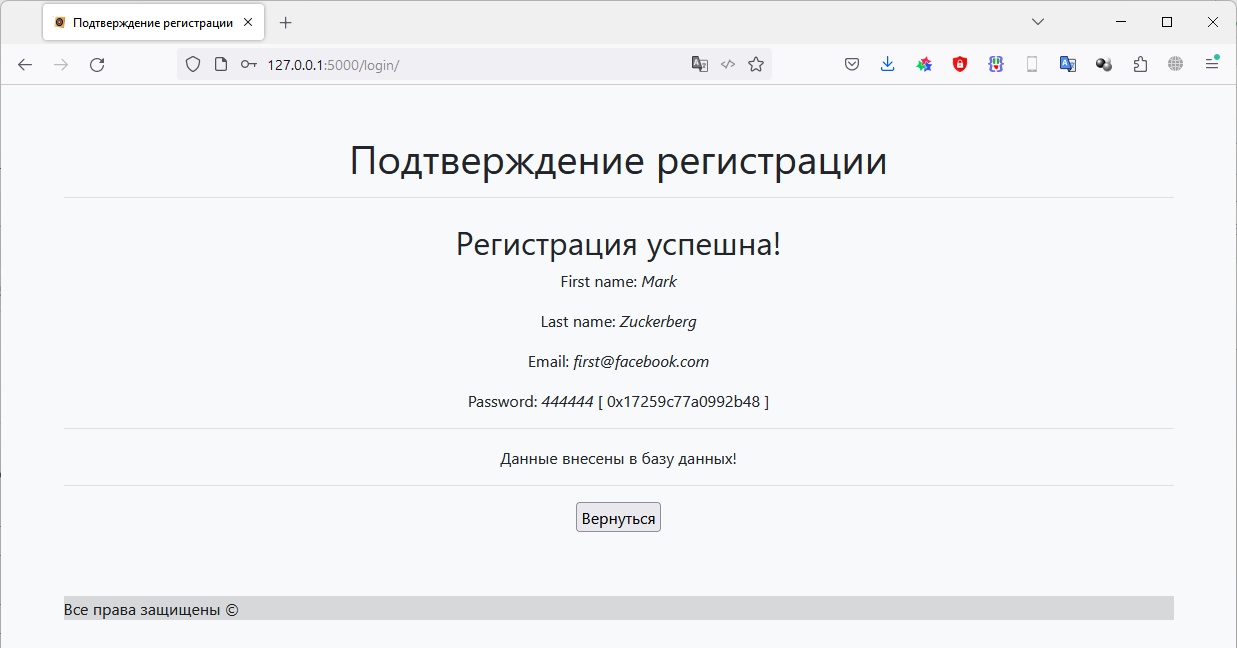 Подтверждение регистрации
127.0.0.1:5000/login/
Подтверждение регистрации
Регистрация успешна!
First name: Mark
Last name: Zuckerberg
Email: first@facebook.com
Password: 444444 [ 0x17259c77a0992b48 ]
Данные внесены в базу данных!
Вернуться
Все права защищены ©